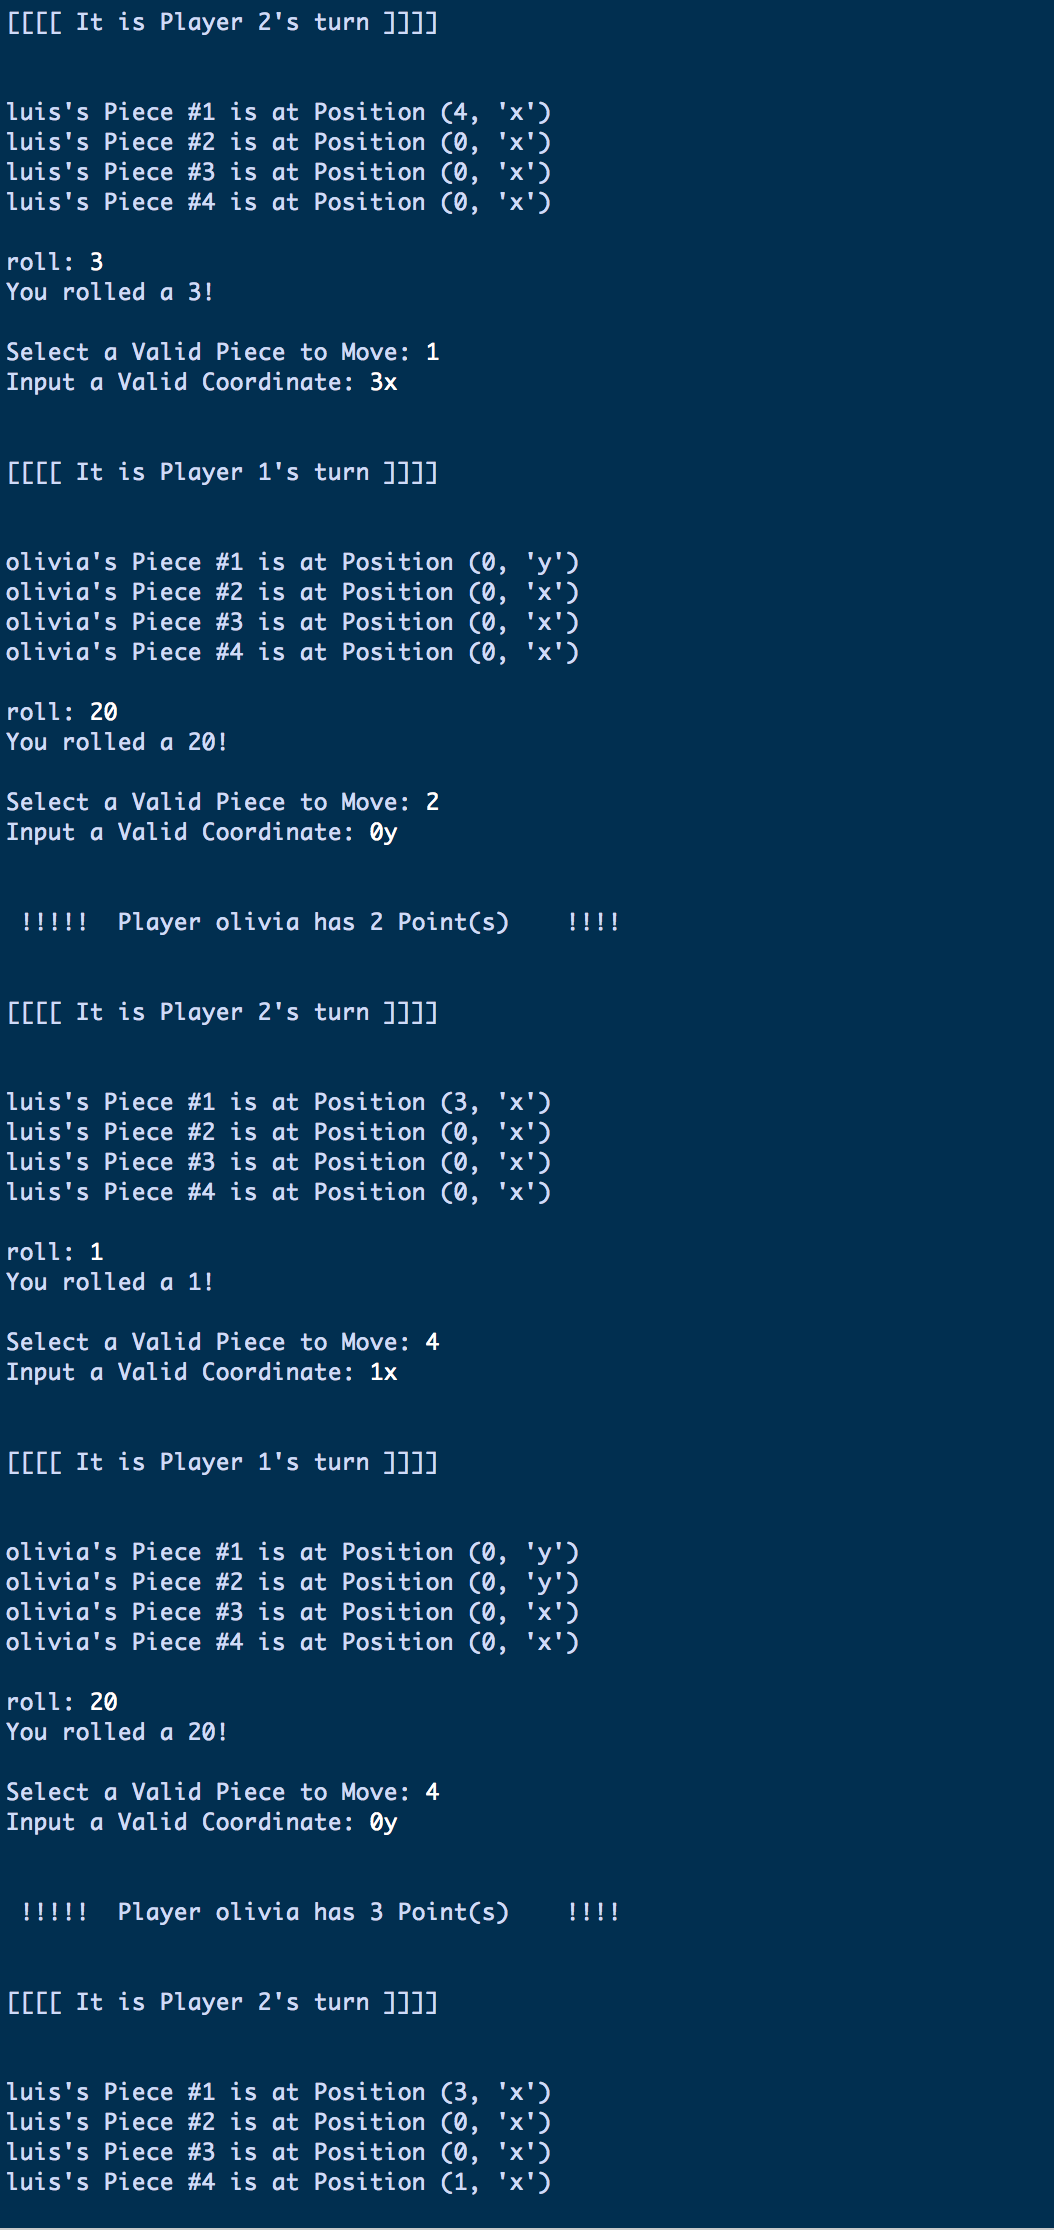 [[[[ It is Player 2's turn ]]]]
luis's Piece #1 is at Position (4, 'x')
luis's Piece #2 is at Position (0, 'x')
luis's Piece #3 is at Position (0, 'x')
luis's Piece #4 is at Position (0, 'x')
roll: 3
You rolled a 3!
Select a Valid Piece to Move: 1
Input a Valid Coordinate: 3x
[[[[ It is Player 1's turn ]]]]
olivia's Piece #1 is at Position (0, 'y')
olivia's Piece #2 is at Position (0, 'x')
olivia's Piece #3 is at Position (0, 'x')
olivia's Piece #4 is at Position (0, 'x')
roll: 20
You rolled a 20!
Select a Valid Piece to Move: 2
Input a Valid Coordinate: 0y
!!!!!  Player olivia has 2 Point(s)    !!!!
[[[[ It is Player 2's turn ]]]]
luis's Piece #1 is at Position (3, 'x')
luis's Piece #2 is at Position (0, 'x')
luis's Piece #3 is at Position (0, 'x')
luis's Piece #4 is at Position (0, 'x')
roll: 1
You rolled a 1!
Select a Valid Piece to Move: 4
Input a Valid Coordinate: 1x
[[[[ It is Player 1's turn ]]]]
olivia's Piece #1 is at Position (0, 'y')
olivia's Piece #2 is at Position (0, 'y')
olivia's Piece #3 is at Position (0, 'x')
olivia's Piece #4 is at Position (0, 'x')
roll: 20
You rolled a 20!
Select a Valid Piece to Move: 4
Input a Valid Coordinate: 0y
!!!!!  Player olivia has 3 Point(s)    !!!!
[[[[ It is Player 2's turn ]]]]
luis's Piece #1 is at Position (3, 'x')
luis's Piece #2 is at Position (0, 'x')
luis's Piece #3 is at Position (0, 'x')
luis's Piece #4 is at Position (1, 'x')